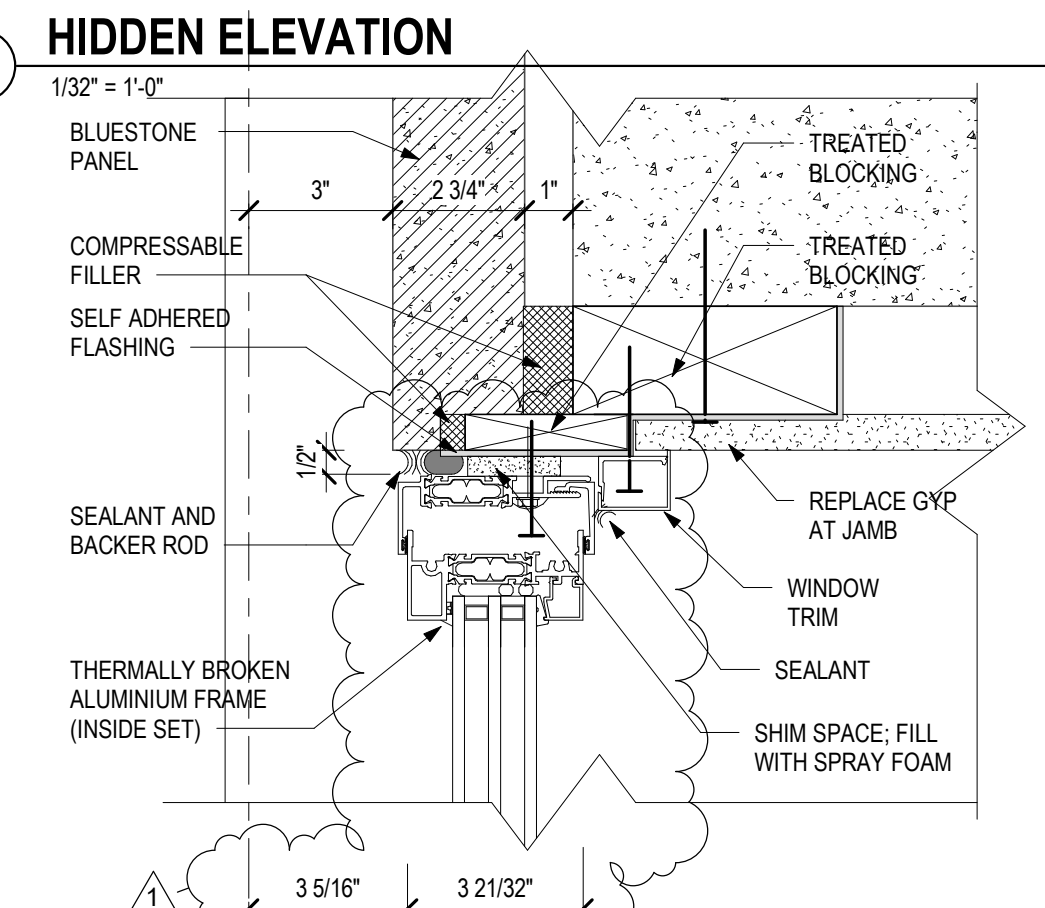 HIDDEN ELEVATION
1/32" = 1'-0"
BLUESTONE
PANEL
3"
2 3/4"
1"
TREATED
BLOCKING
COMPRESSABLE
FILLER
TREATED
BLOCKING
SELF ADHERED
FLASHING
1/2"
SEALANT AND
BACKER ROD
REPLACE GYP
AT JAMB
WINDOW
TRIM
SEALANT
THERMALLY BROKEN
ALUMINIUM FRAME
(INSIDE SET)
SHIM SPACE; FILL
WITH SPRAY FOAM
1
3 5/16"
3 21/32"